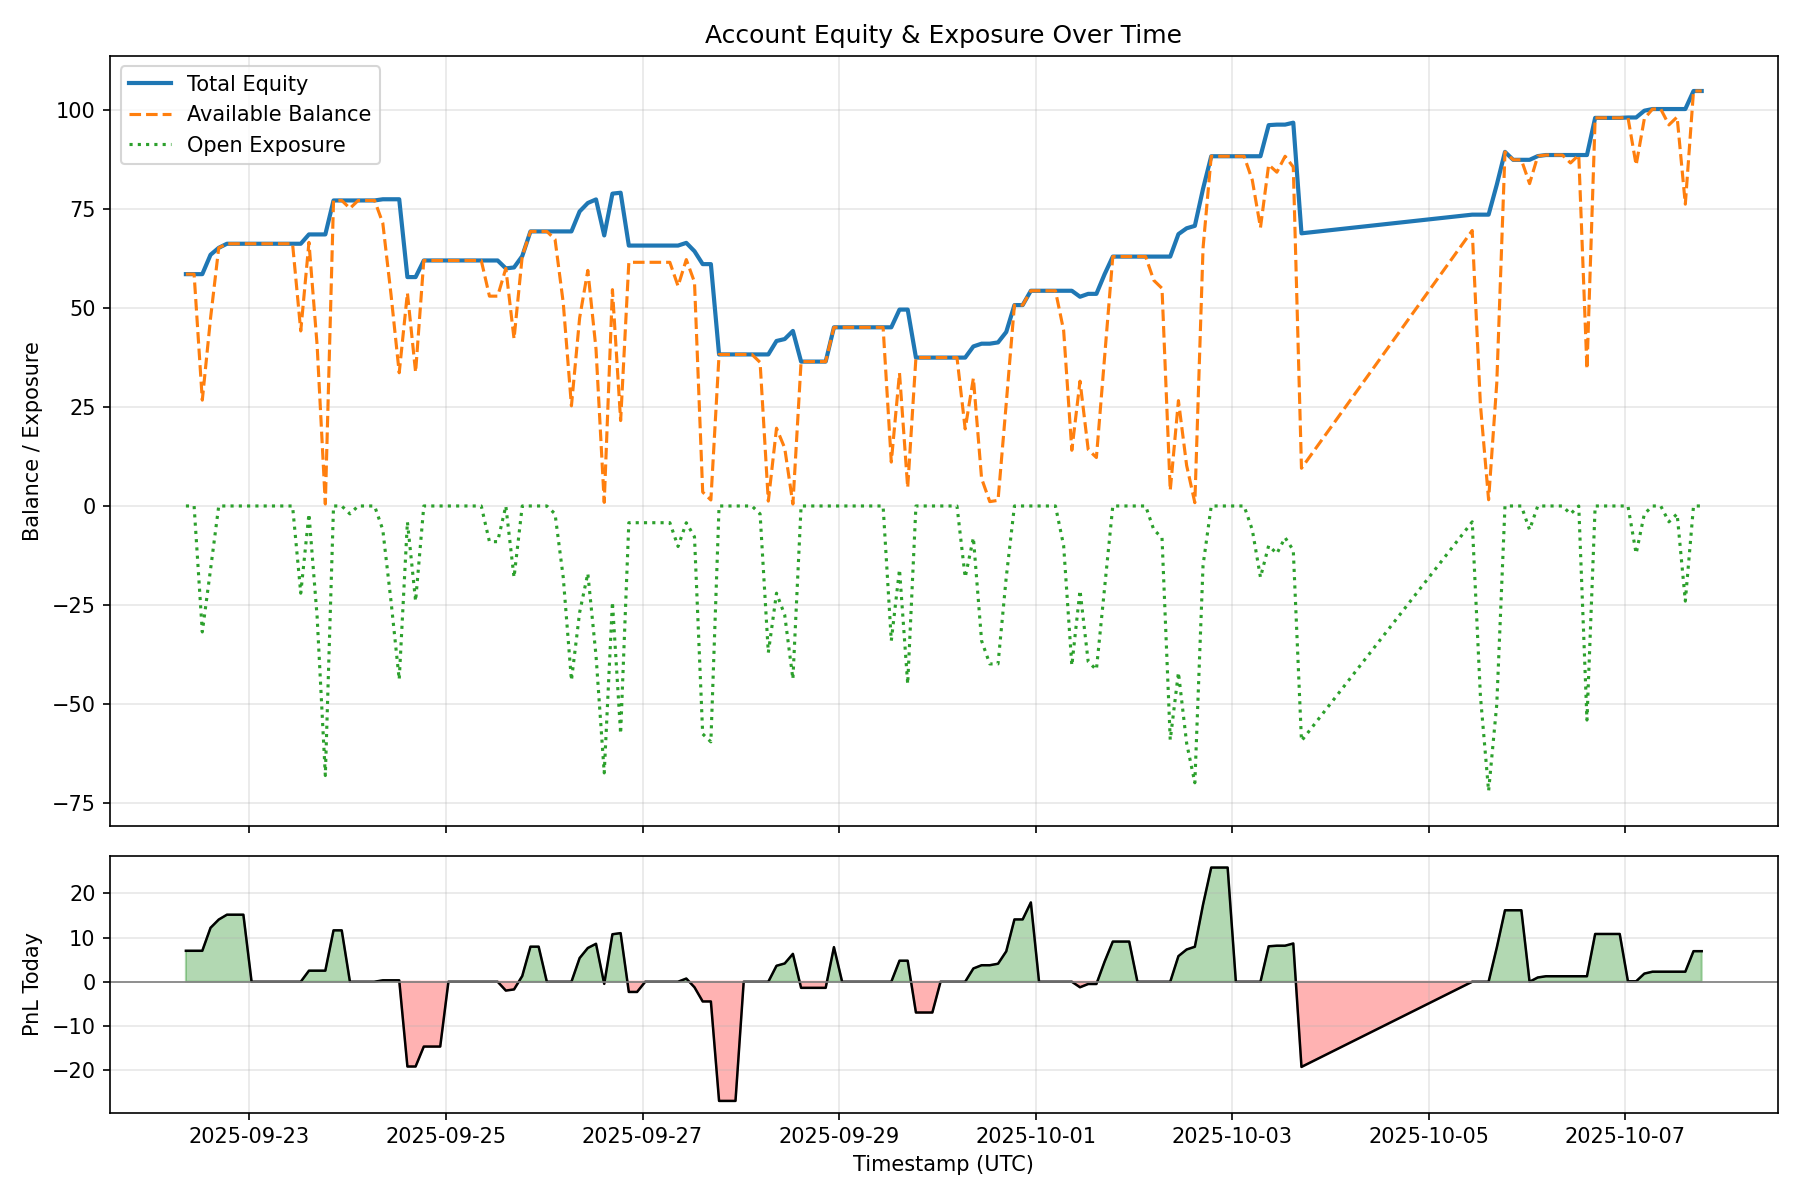 Account Equity & Exposure Over Time
Total Equity
Available Balance
Open Exposure
Balance / Exposure
100
75
50
25
0
−25
−50
−75
PnL Today
20
10
0
−10
−20
2025-09-23 2025-09-25 2025-09-27 2025-09-29 2025-10-01 2025-10-03 2025-10-05 2025-10-07
Timestamp (UTC)